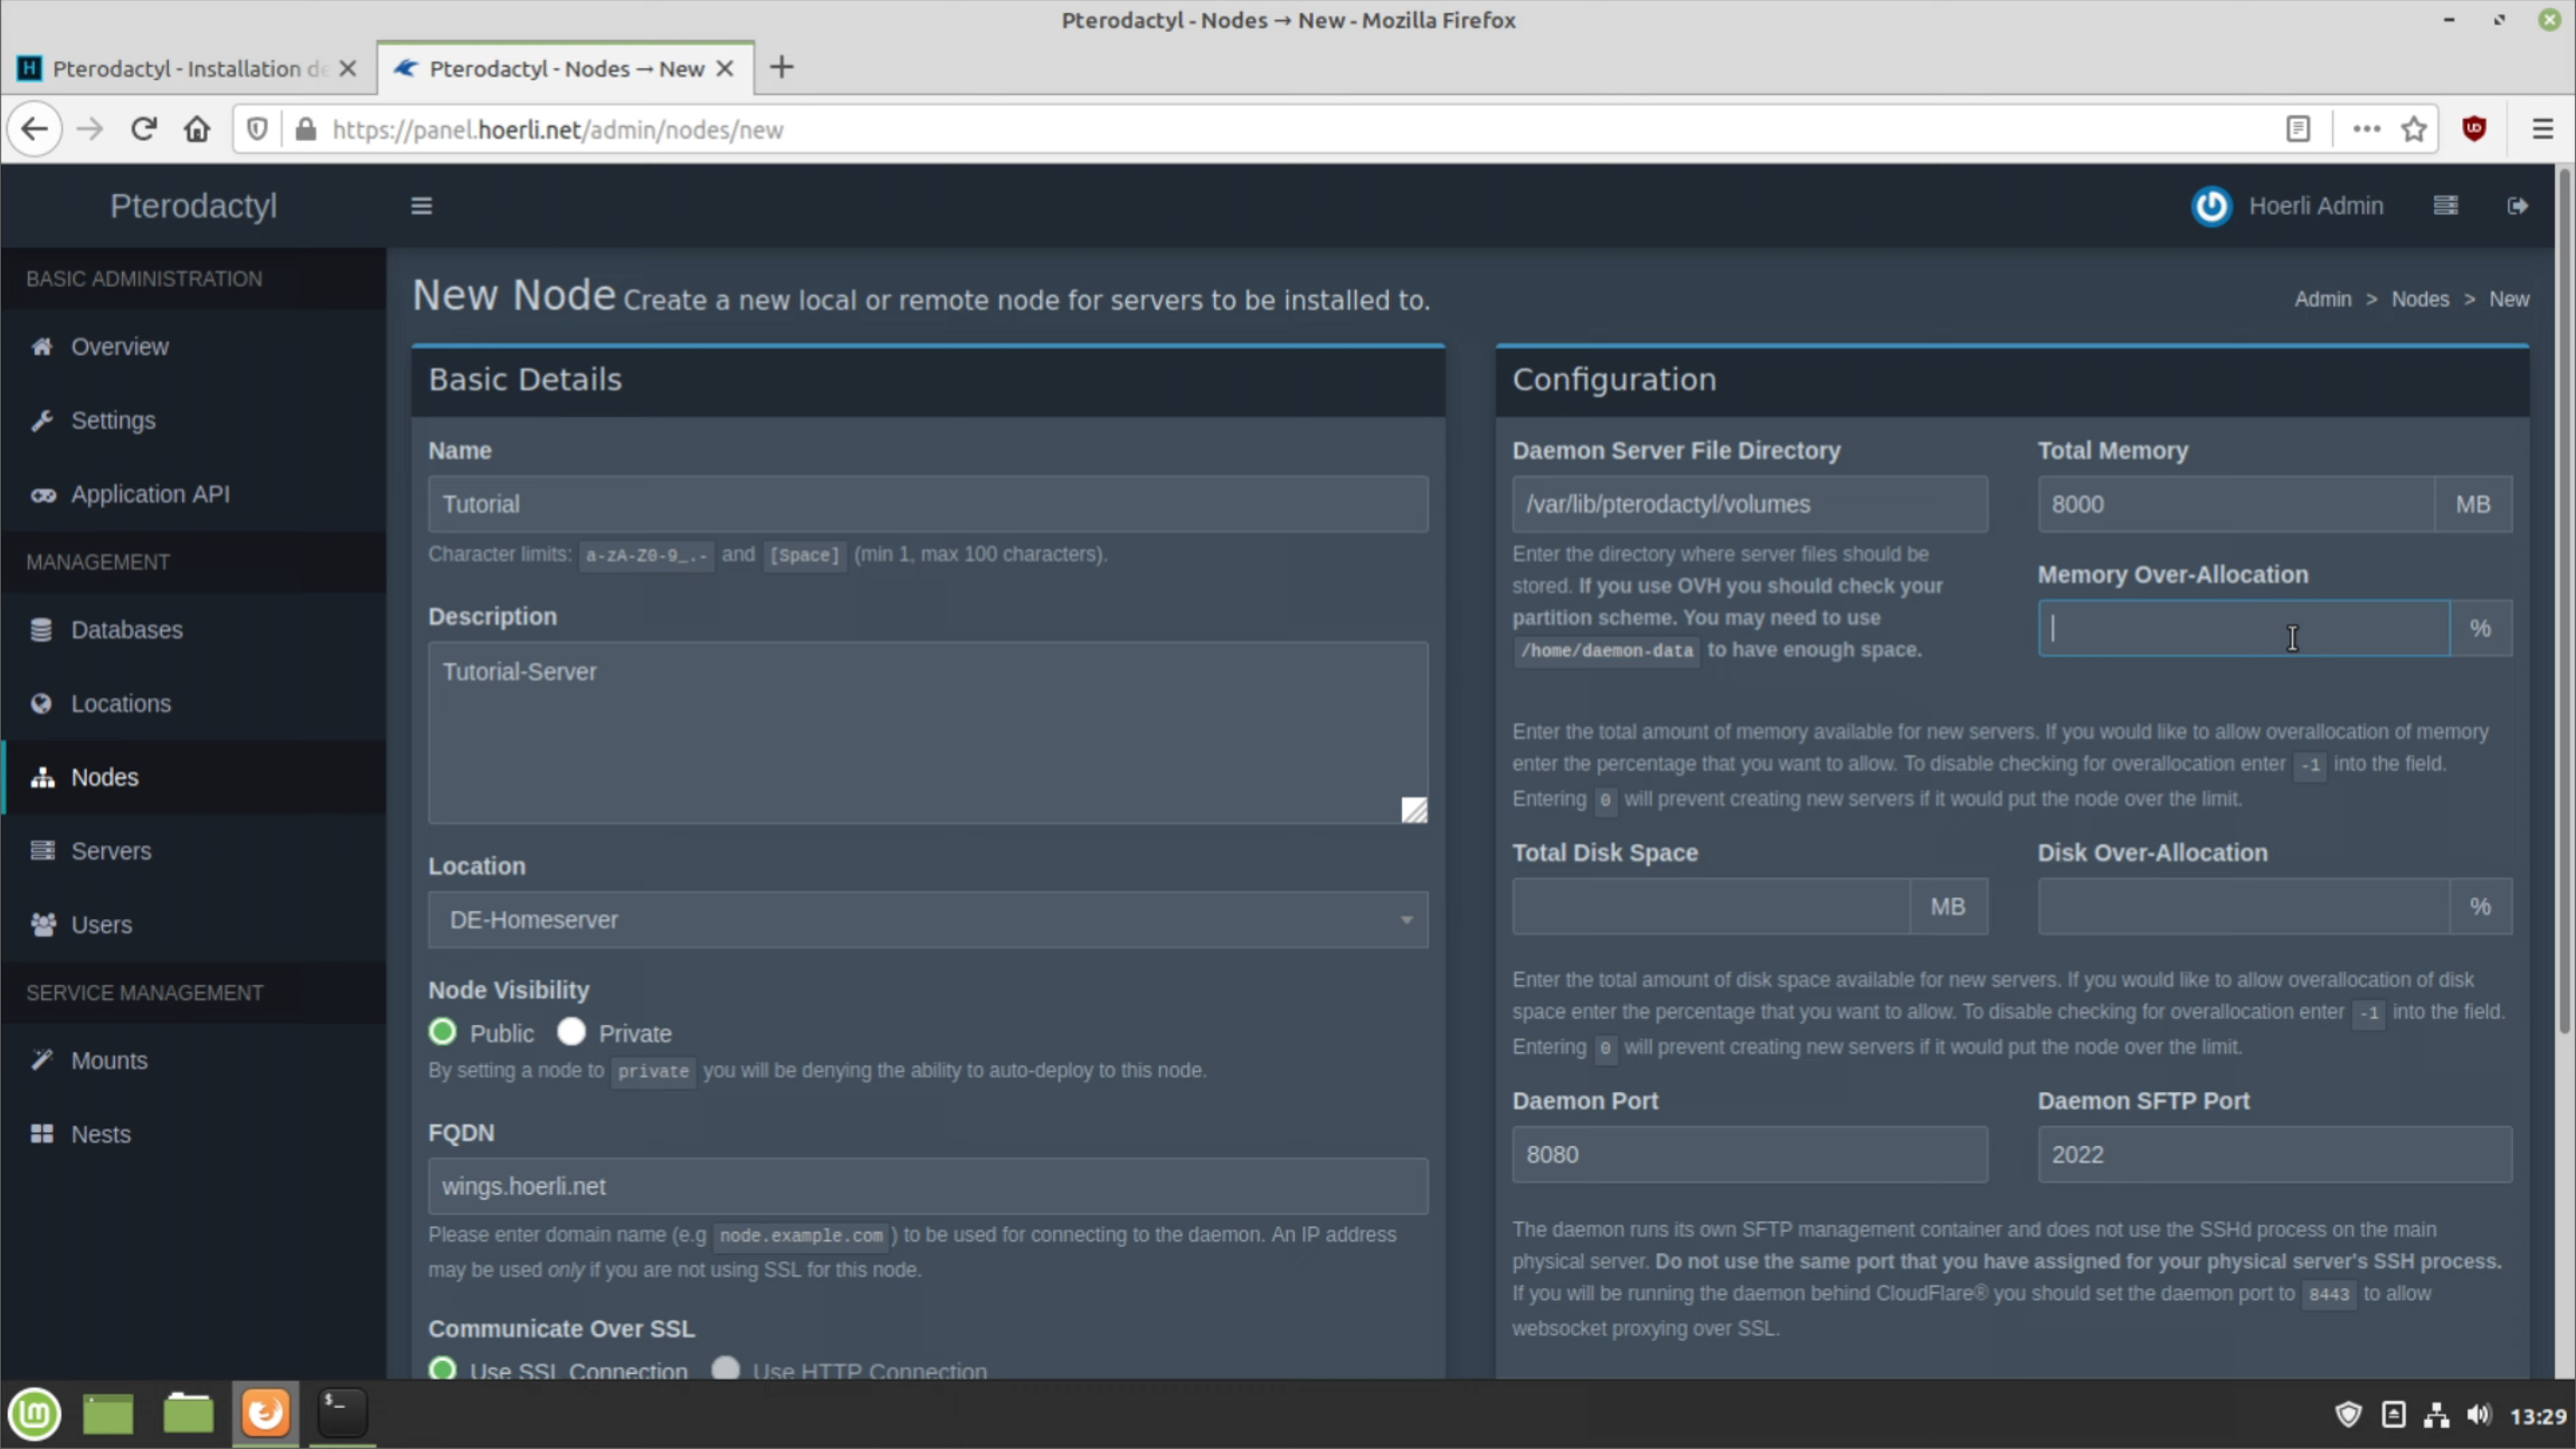 Pterodactyl - Nodes → New - Mozilla Firefox
Pterodactyl - Installation de
Pterodactyl - Nodes → New
https://panel.hoerli.net/admin/nodes/new
Pterodactyl
Hoerli Admin
BASIC ADMINISTRATION
Overview
Settings
Application API
MANAGEMENT
Databases
Locations
Nodes
Servers
Users
SERVICE MANAGEMENT
Mounts
Nests
New Node Create a new local or remote node for servers to be installed to.
Admin > Nodes > New
Basic Details
Name
Tutorial
Character limits: a-zA-Z0-9_.- and [Space] (min 1, max 100 characters).
Description
Tutorial-Server
Location
DE-Homeserver
Node Visibility
Public Private
By setting a node to private you will be denying the ability to auto-deploy to this node.
FQDN
wings.hoerli.net
Please enter domain name (e.g node.example.com ) to be used for connecting to the daemon. An IP address
may be used only if you are not using SSL for this node.
Communicate Over SSL
Use SSL Connection Use HTTP Connection
Configuration
Daemon Server File Directory
/var/lib/pterodactyl/volumes
Enter the directory where server files should be
stored. If you use OVH you should check your
partition scheme. You may need to use
/home/daemon-data to have enough space.
Total Memory
8000 MB
Memory Over-Allocation
%
Enter the total amount of memory available for new servers. If you would like to allow overallocation of memory
enter the percentage that you want to allow. To disable checking for overallocation enter -1 into the field.
Entering 0 will prevent creating new servers if it would put the node over the limit.
Total Disk Space
MB
Disk Over-Allocation
%
Enter the total amount of disk space available for new servers. If you would like to allow overallocation of disk
space enter the percentage that you want to allow. To disable checking for overallocation enter -1 into the field.
Entering 0 will prevent creating new servers if it would put the node over the limit.
Daemon Port
8080
Daemon SFTP Port
2022
The daemon runs its own SFTP management container and does not use the SSHd process on the main
physical server. Do not use the same port that you have assigned for your physical server's SSH process.
If you will be running the daemon behind CloudFlare® you should set the daemon port to 8443 to allow
websocket proxying over SSL.
13:29